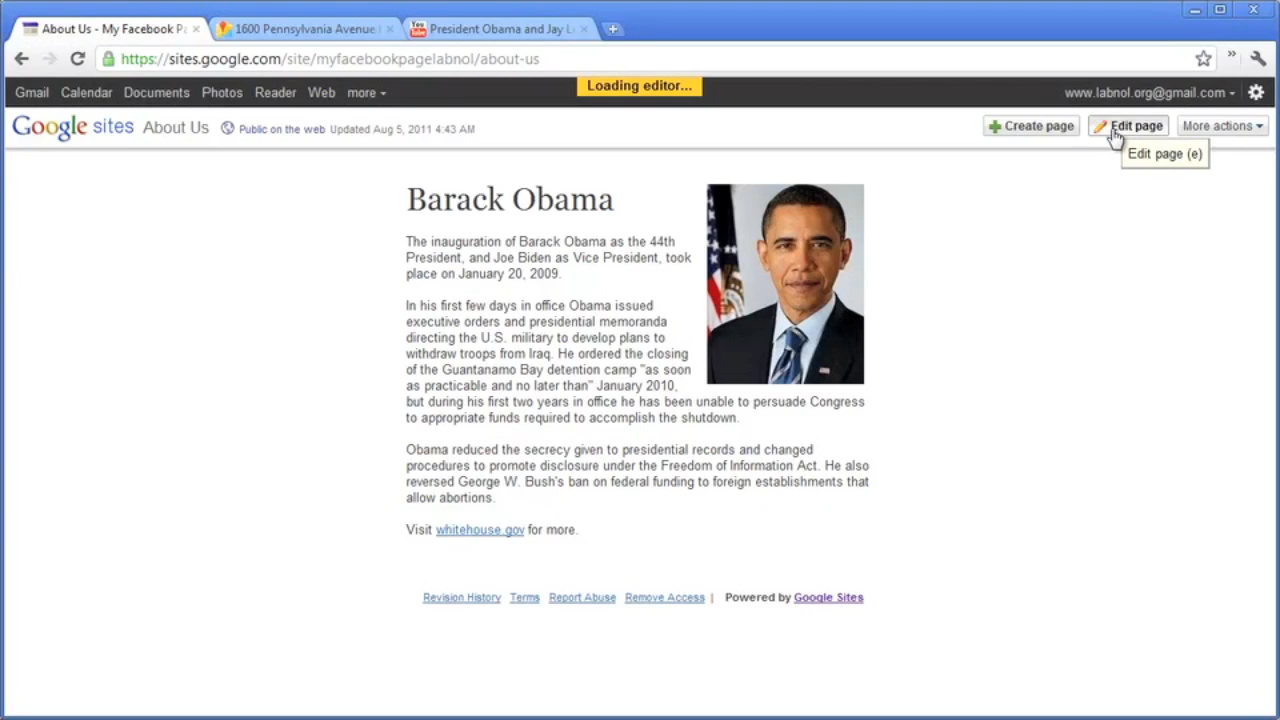 About Us - My Facebook Pa
1600 Pennsylvania Avenue
President Obama and Jay L
https://sites.google.com/site/myfacebookpagelabnol/about-us
Loading editor...
Gmail Calendar Documents Photos Reader Web more
www.labnol.org@gmail.com
Google sites About Us Public on the web Updated Aug 5, 2011 4:43 AM
Create page Edit page More actions
Edit page (e)
Barack Obama
The inauguration of Barack Obama as the 44th
President, and Joe Biden as Vice President, took
place on January 20, 2009.
In his first few days in office Obama issued
executive orders and presidential memoranda
directing the U.S. military to develop plans to
withdraw troops from Iraq. He ordered the closing
of the Guantanamo Bay detention camp "as soon
as practicable and no later than" January 2010,
but during his first two years in office he has been unable to persuade Congress
to appropriate funds required to accomplish the shutdown.
Obama reduced the secrecy given to presidential records and changed
procedures to promote disclosure under the Freedom of Information Act. He also
reversed George W. Bush's ban on federal funding to foreign establishments that
allow abortions.
Visit whitehouse.gov for more.
Revision History Terms Report Abuse Remove Access | Powered by Google Sites